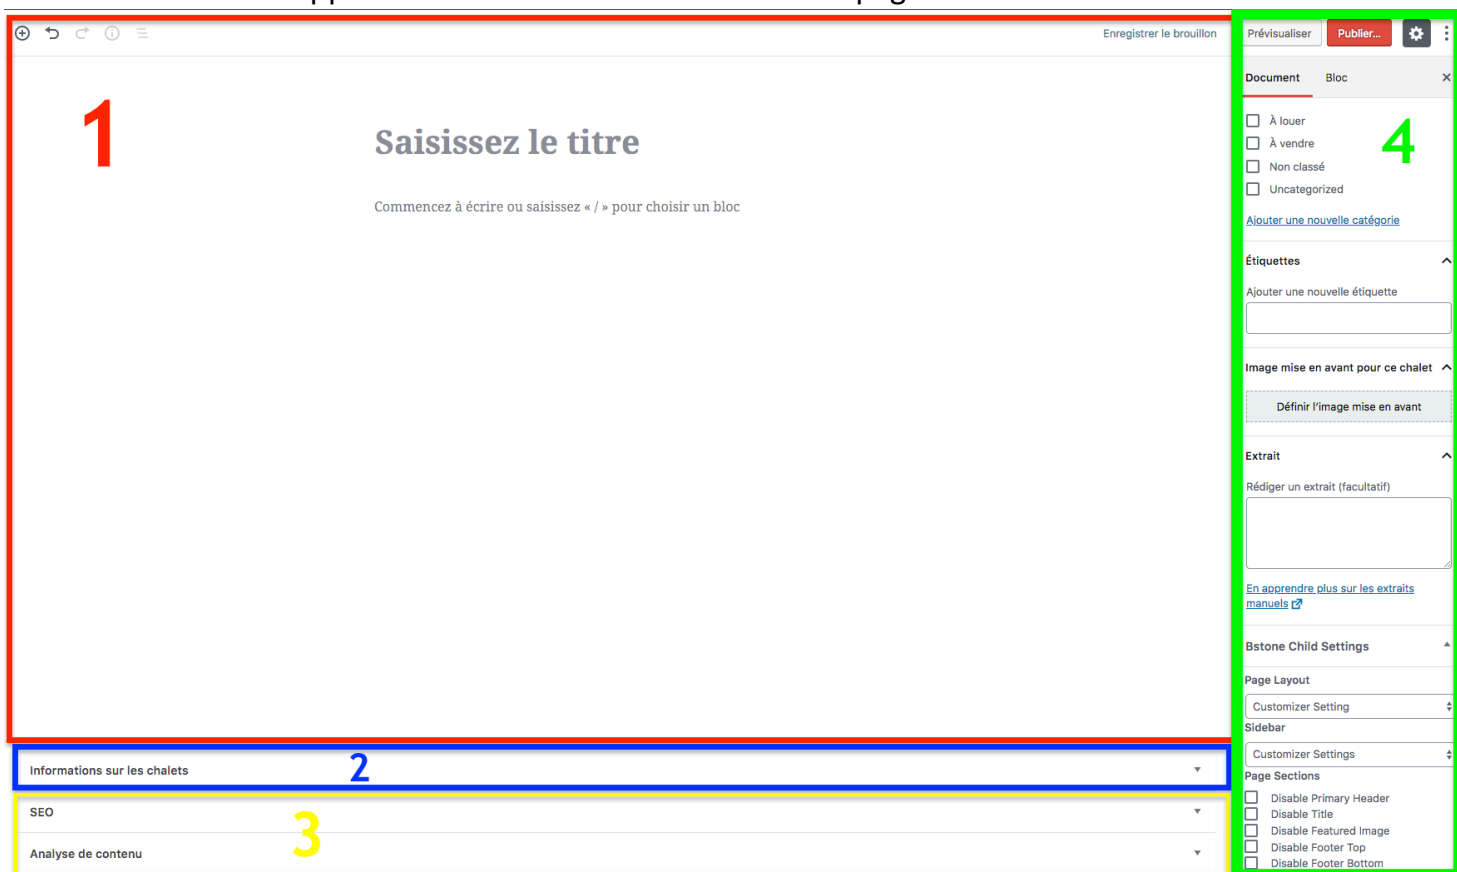 Enregistrer le brouillon
Prévisualiser
Publier...
1
Saisissez le titre
Commencez à écrire ou saisissez « / » pour choisir un bloc
2
Informations sur les chalets
3
SEO
Analyse de contenu
4
Document Bloc
À louer
À vendre
Non classé
Uncategorized
Ajouter une nouvelle catégorie
Étiquettes
Ajouter une nouvelle étiquette
Image mise en avant pour ce chalet
Définir l'image mise en avant
Extrait
Rédiger un extrait (facultatif)
En apprendre plus sur les extraits
manuels
Bstone Child Settings
Page Layout
Customizer Setting
Sidebar
Customizer Settings
Page Sections
Disable Primary Header
Disable Title
Disable Featured Image
Disable Footer Top
Disable Footer Bottom